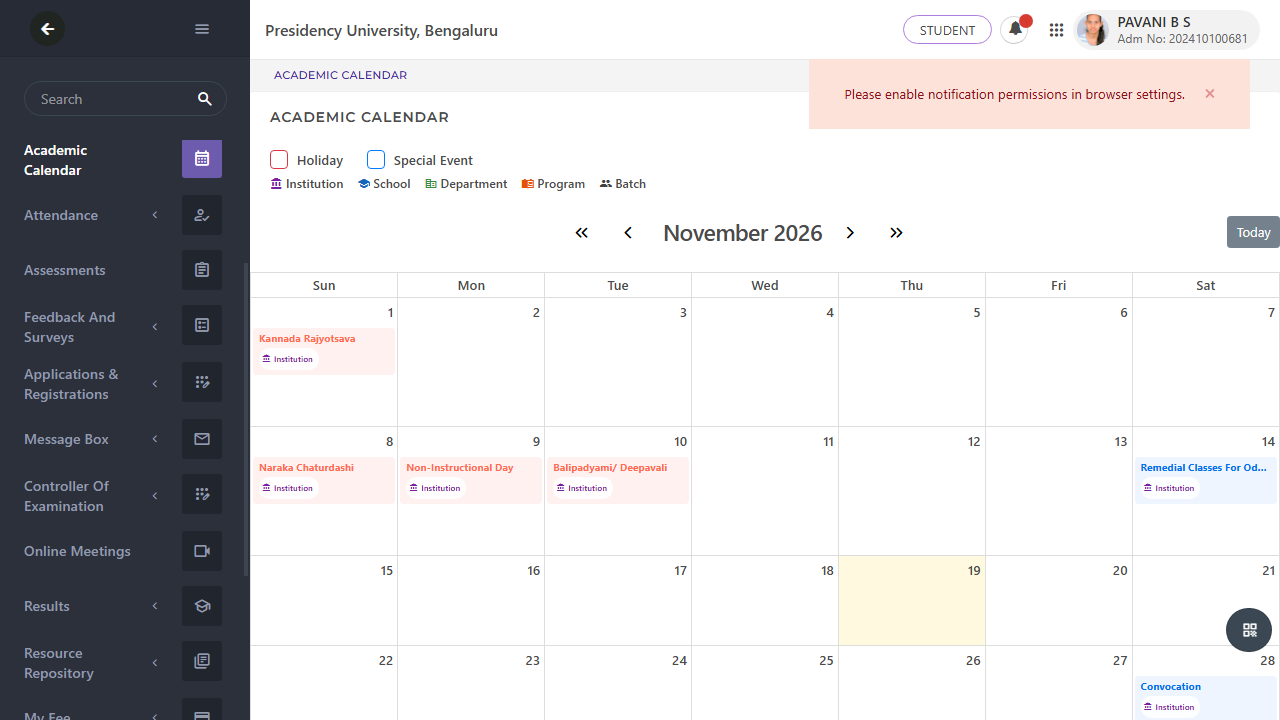 Presidency University, Bengaluru
STUDENT
PAVANI B S
Adm No: 202410100681
Search
Academic
Calendar
Attendance
Assessments
Feedback And
Surveys
Applications &
Registrations
Message Box
Controller Of
Examination
Online Meetings
Results
Resource
Repository
My Fee
ACADEMIC CALENDAR
Please enable notification permissions in browser settings.
ACADEMIC CALENDAR
Holiday Special Event
Institution School Department Program Batch
November 2026
Today
Sun Mon Tue Wed Thu Fri Sat
1 2 3 4 5 6 7
Kannada Rajyotsava
Institution
8 9 10 11 12 13 14
Naraka Chaturdashi Non-Instructional Day Balipadyami/ Deepavali Remedial Classes For Od...
Institution Institution Institution Institution
15 16 17 18 19 20 21
22 23 24 25 26 27 28
Convocation
Institution